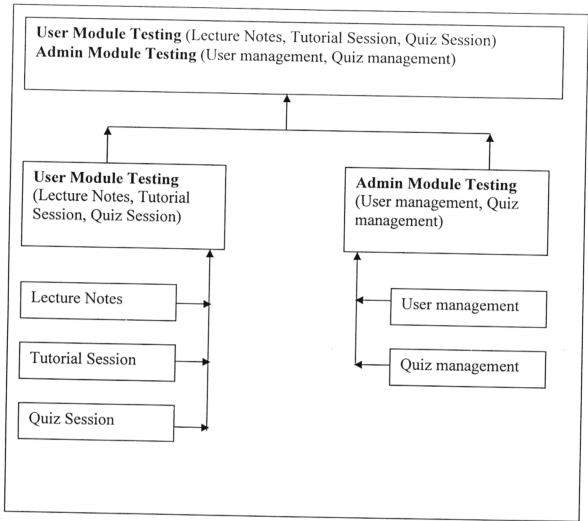 User Module Testing (Lecture Notes, Tutorial Session, Quiz Session)
Admin Module Testing (User management, Quiz management)
User Module Testing
(Lecture Notes, Tutorial
Session, Quiz Session)
Admin Module Testing
(User management, Quiz
management)
Lecture Notes
Tutorial Session
Quiz Session
User management
Quiz management